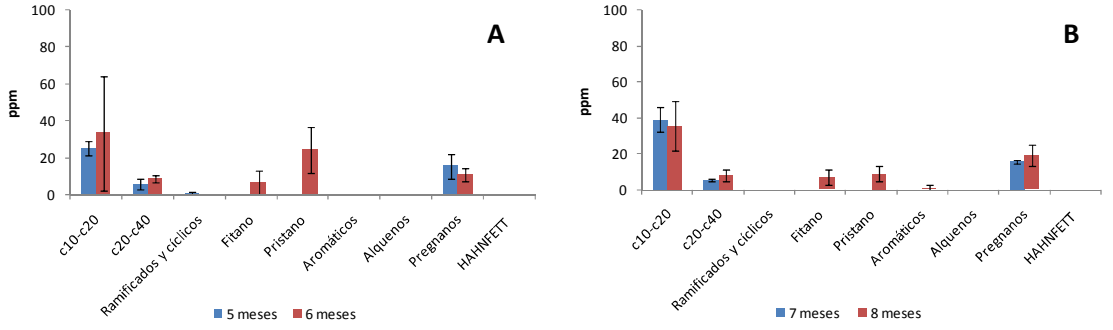 A
100
80
60
40
20
0
ppm
c10-c20
c20-c40
Ramificados y cíclicos
Fitano
Pristano
Aromáticos
Alquenos
Pregnanos
HAHNFETT
5 meses 6 meses
B
100
80
60
40
20
0
ppm
c10-c20
c20-c40
Ramificados y cíclicos
Fitano
Pristano
Aromáticos
Alquenos
Pregnanos
HAHNFETT
7 meses 8 meses